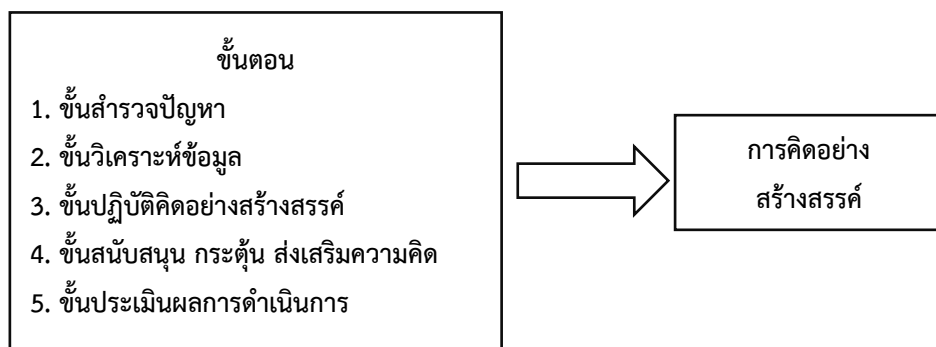 ขั้นตอน
1. ขั้นสำรวจปัญหา
2. ขั้นวิเคราะห์ข้อมูล
3. ขั้นปฏิบัติคิดอย่างสร้างสรรค์
4. ขั้นสนับสนุน กระตุ้น ส่งเสริมความคิด
5. ขั้นประเมินผลการดำเนินการ
การคิดอย่าง
สร้างสรรค์